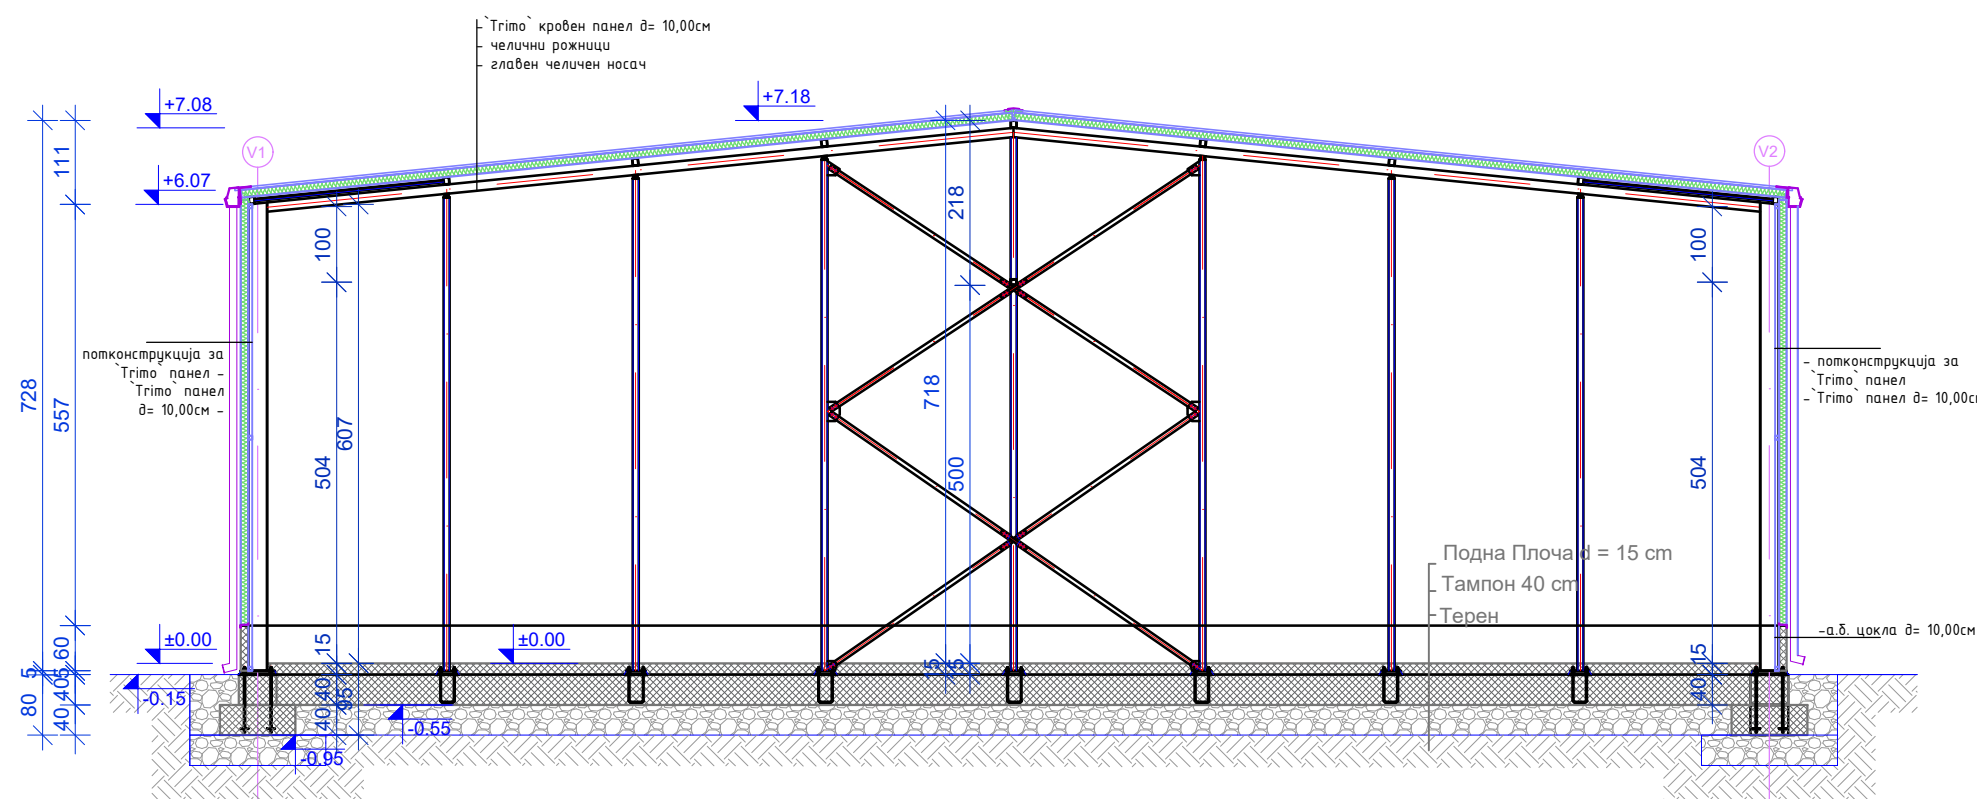 - `Trimo` кровен панел d= 10,00см
- челични рожници
- главен челичен носач
+7.08
+7.18
V1
V2
111
+6.07
218
100
100
потконструкција за
`Trimo` панел -
`Trimo` панел
d= 10,00см -
- потконструкција за
`Trimo` панел
- `Trimo` панел d= 10,00с
728
557
718
607
504
500
504
Подна Плоча d = 15 cm
Тампон 40 cm
Терен
-а.б. цокла d= 10,00см
±0.00
±0.00
60
15
15
5
5
15
5
80
40
40
40
40
95
40
-0.15
-0.55
-0.95